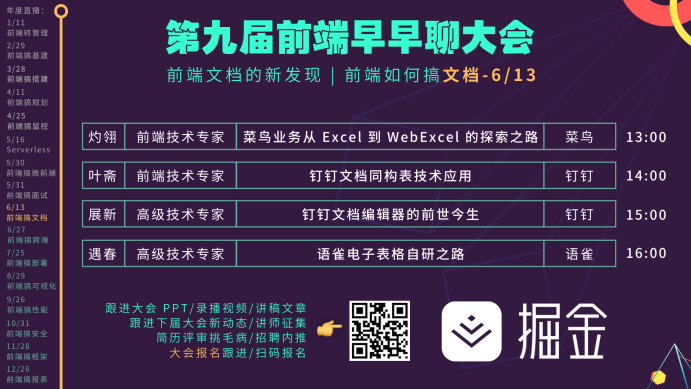 年度直播：
1/11
前端转管理
2/29
前端搞基建
3/28
前端搞搭建
4/11
前端搞规划
4/25
前端搞监控
5/16
Serverless
5/30
前端搞微前端
5/31
前端搞面试
6/13
前端搞文档
6/27
前端搞跨端
7/25
前端搞部署
8/29
前端搞可视化
9/26
前端搞性能
10/31
前端搞安全
11/28
前端搞框架
12/26
前端搞报表
第九届前端早早聊大会
前端文档的新发现 | 前端如何搞文档-6/13
灼翎 前端技术专家 菜鸟业务从 Excel 到 WebExcel 的探索之路 菜鸟 13:00
叶斋 前端技术专家 钉钉文档同构表技术应用 钉钉 14:00
展新 高级技术专家 钉钉文档编辑器的前世今生 钉钉 15:00
遇春 高级技术专家 语雀电子表格自研之路 语雀 16:00
跟进大会 PPT/录播视频/讲稿文章
跟进下届大会新动态/讲师征集
简历评审挑毛病/招聘内推
大会报名跟进/扫码报名
掘金